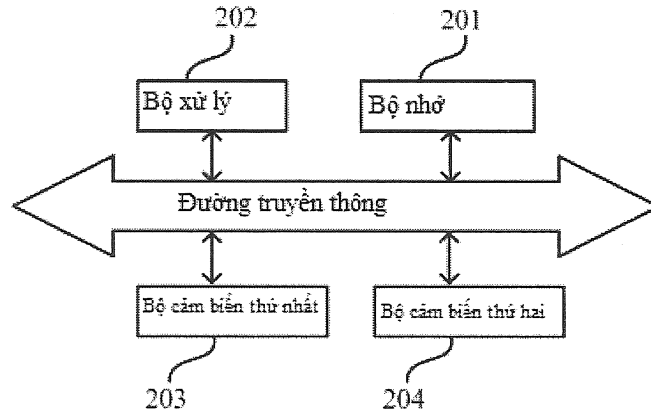 202
201
Bộ xử lý
Bộ nhớ
Đường truyền thông
Bộ cảm biến thứ nhất
Bộ cảm biến thứ hai
203
204